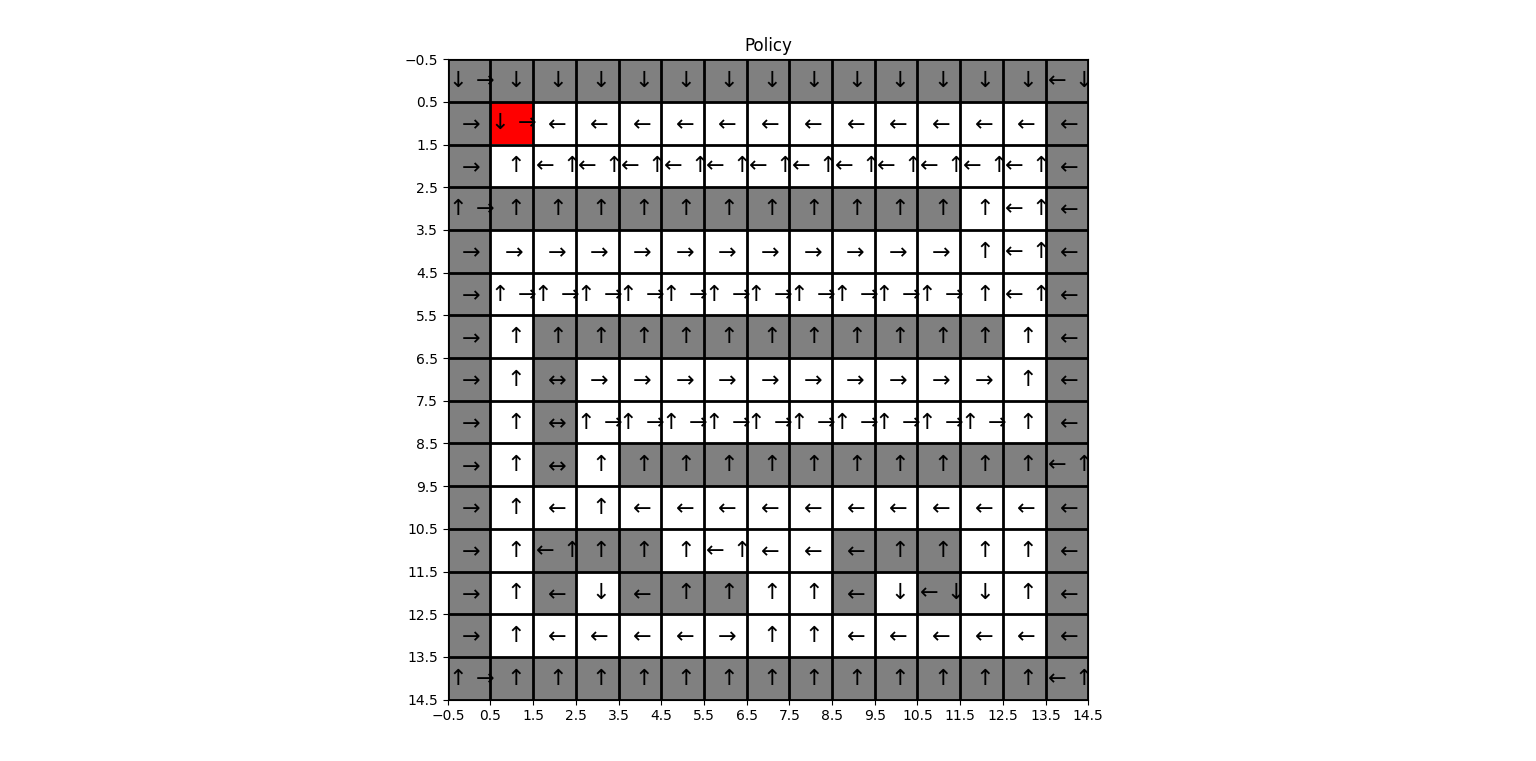 Policy
−0.5
↓ → ↓ ↓ ↓ ↓ ↓ ↓ ↓ ↓ ↓ ↓ ↓ ↓ ↓ ← ↓
0.5
→ ↓ → ← ← ← ← ← ← ← ← ← ← ← ← ←
1.5
→ ↑ ← ↑ ← ↑ ← ↑ ← ↑ ← ↑ ← ↑ ← ↑ ← ↑ ← ↑ ← ↑ ← ↑ ← ↑ ←
2.5
↑ → ↑ ↑ ↑ ↑ ↑ ↑ ↑ ↑ ↑ ↑ ↑ ↑ ← ↑ ←
3.5
→ → → → → → → → → → → → ↑ ← ↑ ←
4.5
→ ↑ → ↑ → ↑ → ↑ → ↑ → ↑ → ↑ → ↑ → ↑ → ↑ → ↑ → ↑ ← ↑ ←
5.5
→ ↑ ↑ ↑ ↑ ↑ ↑ ↑ ↑ ↑ ↑ ↑ ↑ ↑ ←
6.5
→ ↑ ↔ → → → → → → → → → → ↑ ←
7.5
→ ↑ ↔ ↑ → ↑ → ↑ → ↑ → ↑ → ↑ → ↑ → ↑ → ↑ → ↑ → ↑ ←
8.5
→ ↑ ↔ ↑ ↑ ↑ ↑ ↑ ↑ ↑ ↑ ↑ ↑ ↑ ← ↑
9.5
→ ↑ ← ↑ ← ← ← ← ← ← ← ← ← ← ←
10.5
→ ↑ ← ↑ ↑ ↑ ↑ ← ↑ ← ← ← ↑ ↑ ↑ ↑ ←
11.5
→ ↑ ← ↓ ← ↑ ↑ ↑ ↑ ← ↓ ← ↓ ↓ ↑ ←
12.5
→ ↑ ← ← ← ← → ↑ ↑ ← ← ← ← ← ←
13.5
↑ → ↑ ↑ ↑ ↑ ↑ ↑ ↑ ↑ ↑ ↑ ↑ ↑ ↑ ← ↑
14.5
−0.5 0.5 1.5 2.5 3.5 4.5 5.5 6.5 7.5 8.5 9.5 10.5 11.5 12.5 13.5 14.5